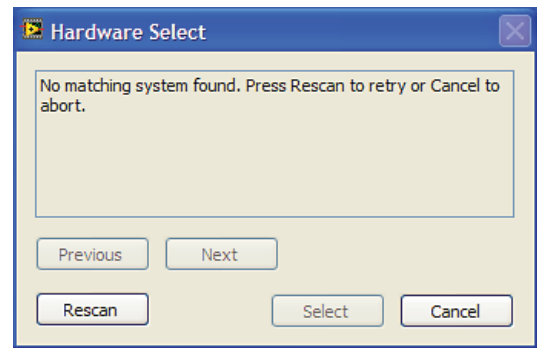 Hardware Select
No matching system found. Press Rescan to retry or Cancel to
abort.
Previous Next
Rescan Select Cancel